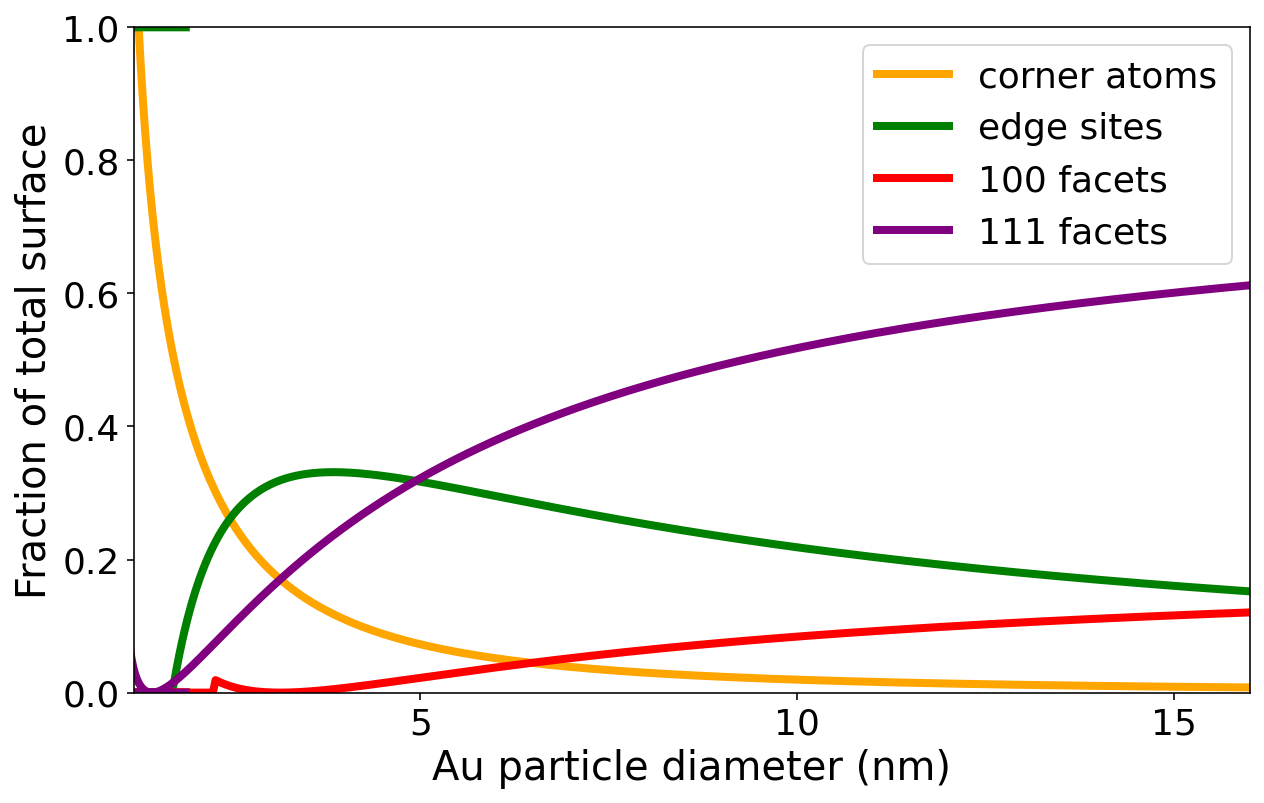 1.0
0.8
0.6
0.4
0.2
0.0
Fraction of total surface
corner atoms
edge sites
100 facets
111 facets
5 10 15
Au particle diameter (nm)